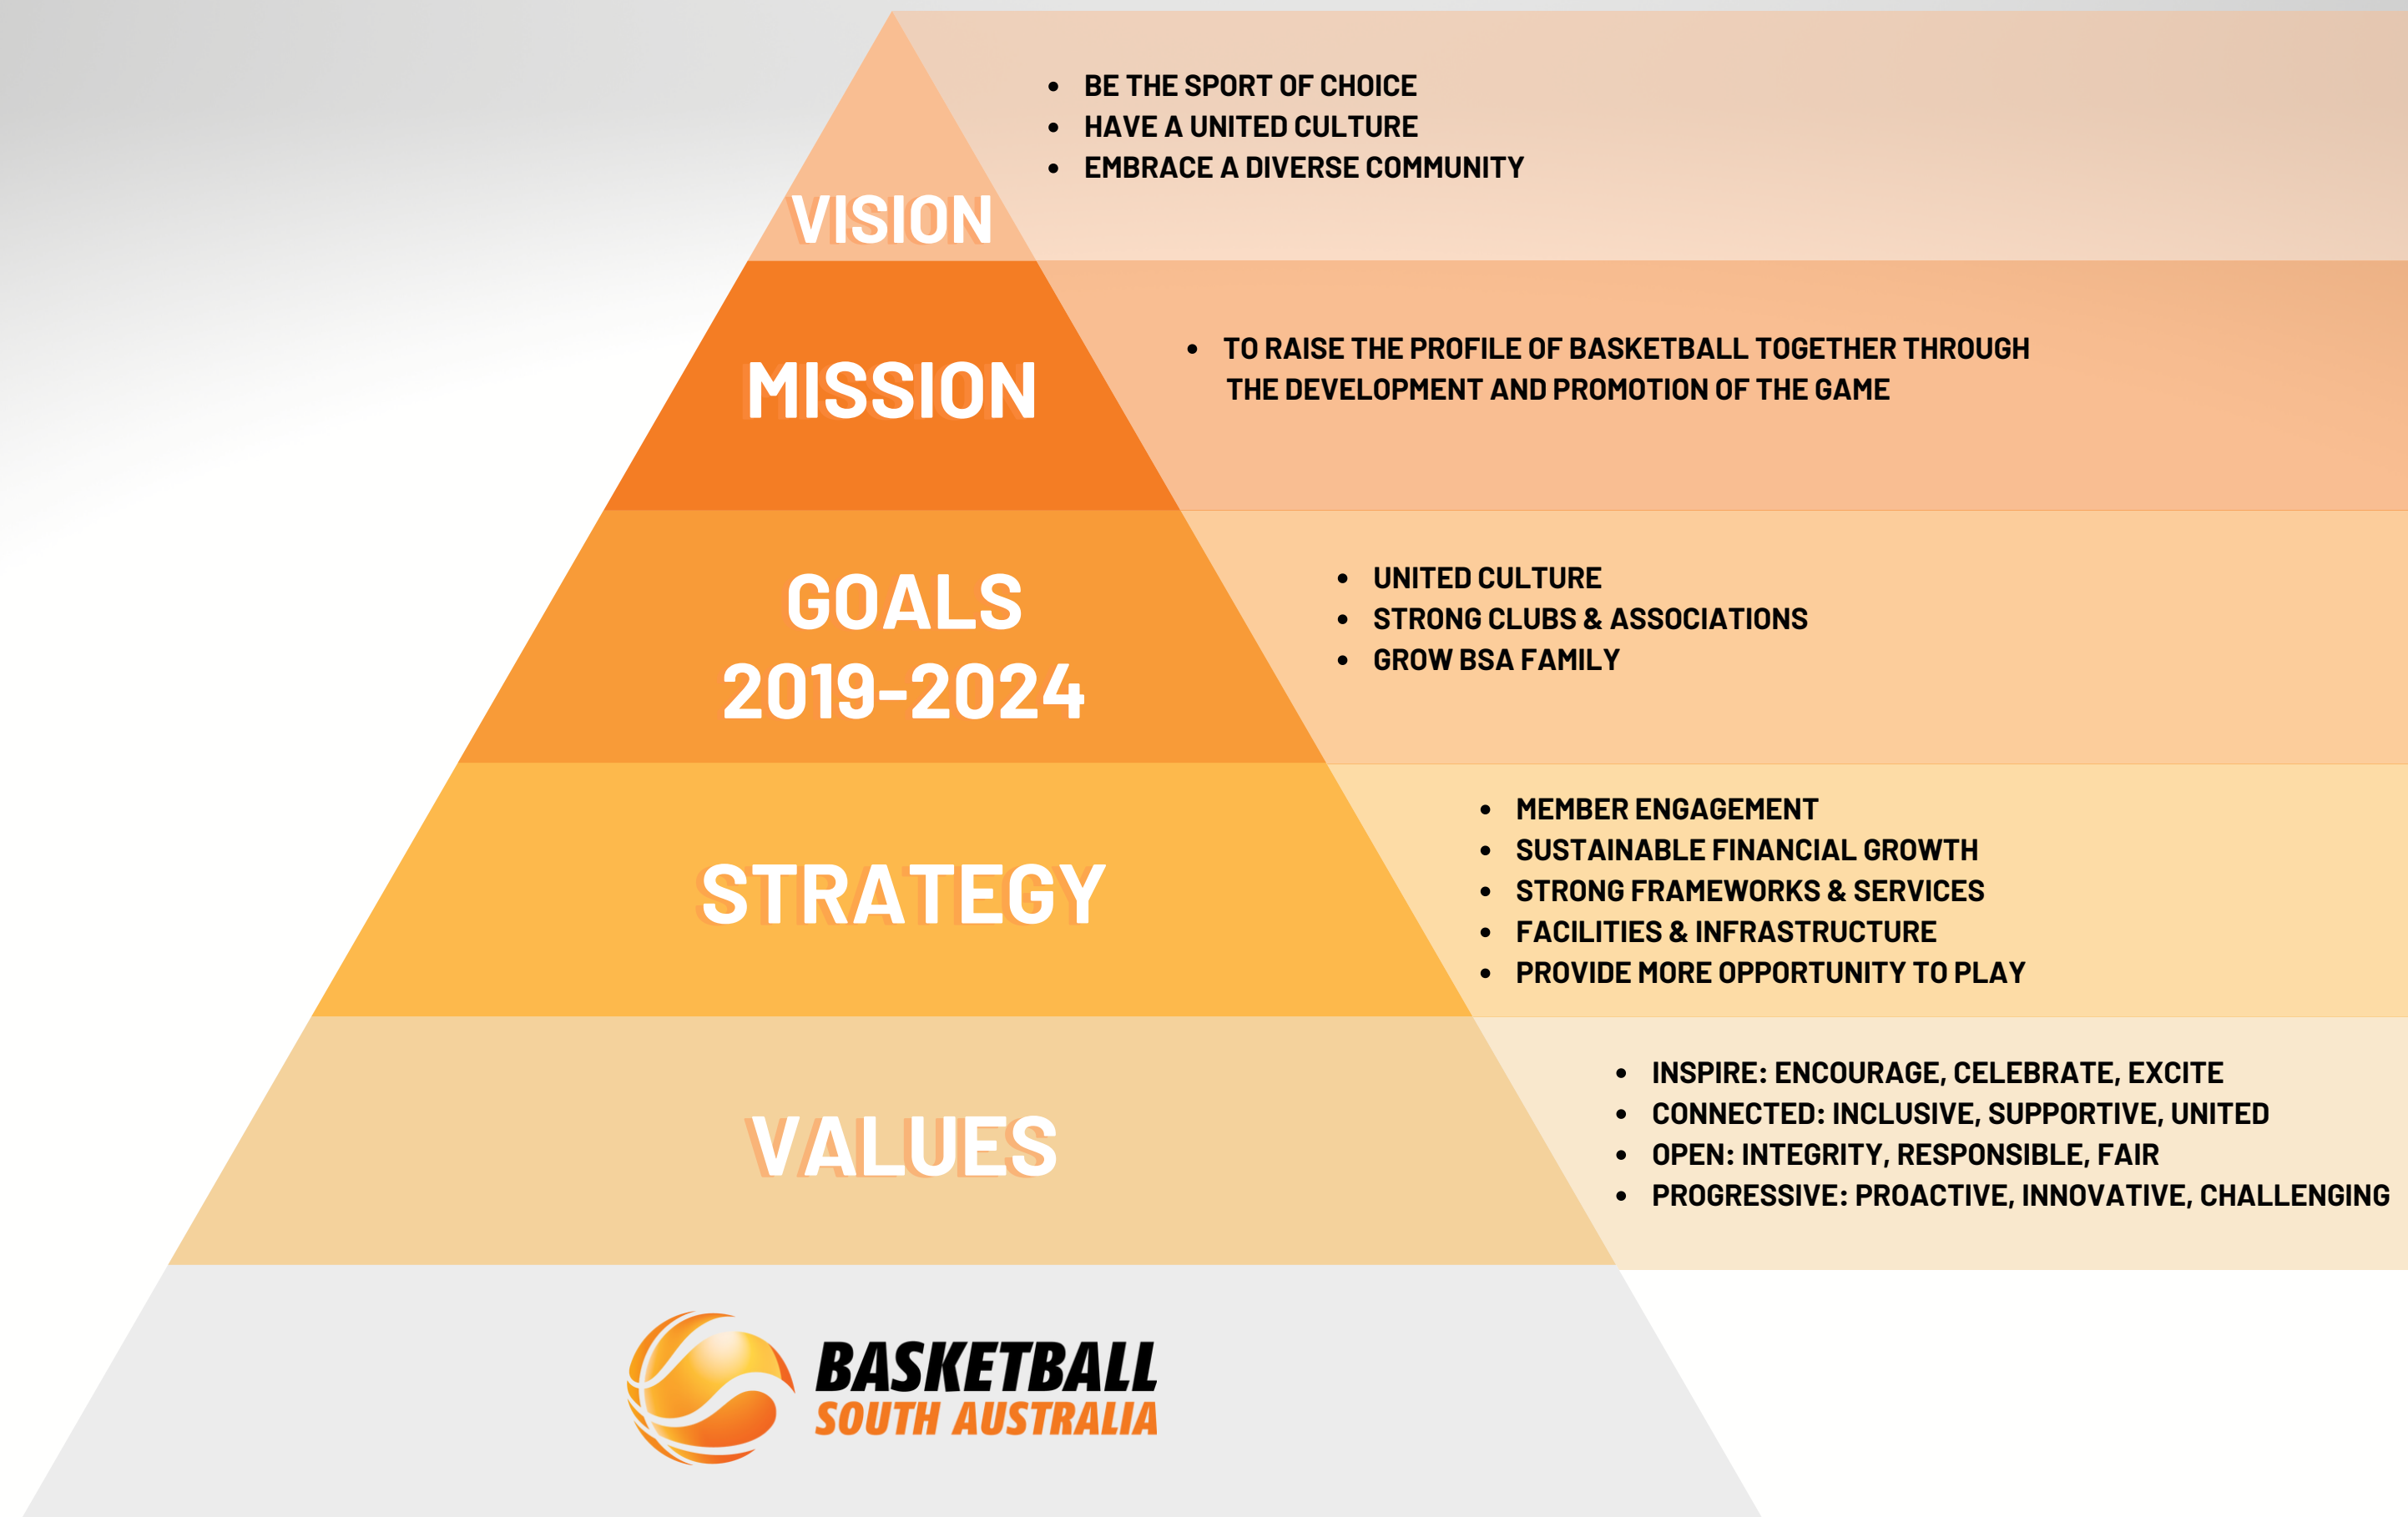 VISION
• BE THE SPORT OF CHOICE
• HAVE A UNITED CULTURE
• EMBRACE A DIVERSE COMMUNITY
MISSION
• TO RAISE THE PROFILE OF BASKETBALL TOGETHER THROUGH
THE DEVELOPMENT AND PROMOTION OF THE GAME
GOALS
2019-2024
• UNITED CULTURE
• STRONG CLUBS & ASSOCIATIONS
• GROW BSA FAMILY
STRATEGY
• MEMBER ENGAGEMENT
• SUSTAINABLE FINANCIAL GROWTH
• STRONG FRAMEWORKS & SERVICES
• FACILITIES & INFRASTRUCTURE
• PROVIDE MORE OPPORTUNITY TO PLAY
VALUES
• INSPIRE: ENCOURAGE, CELEBRATE, EXCITE
• CONNECTED: INCLUSIVE, SUPPORTIVE, UNITED
• OPEN: INTEGRITY, RESPONSIBLE, FAIR
• PROGRESSIVE: PROACTIVE, INNOVATIVE, CHALLENGING
BASKETBALL
SOUTH AUSTRALIA